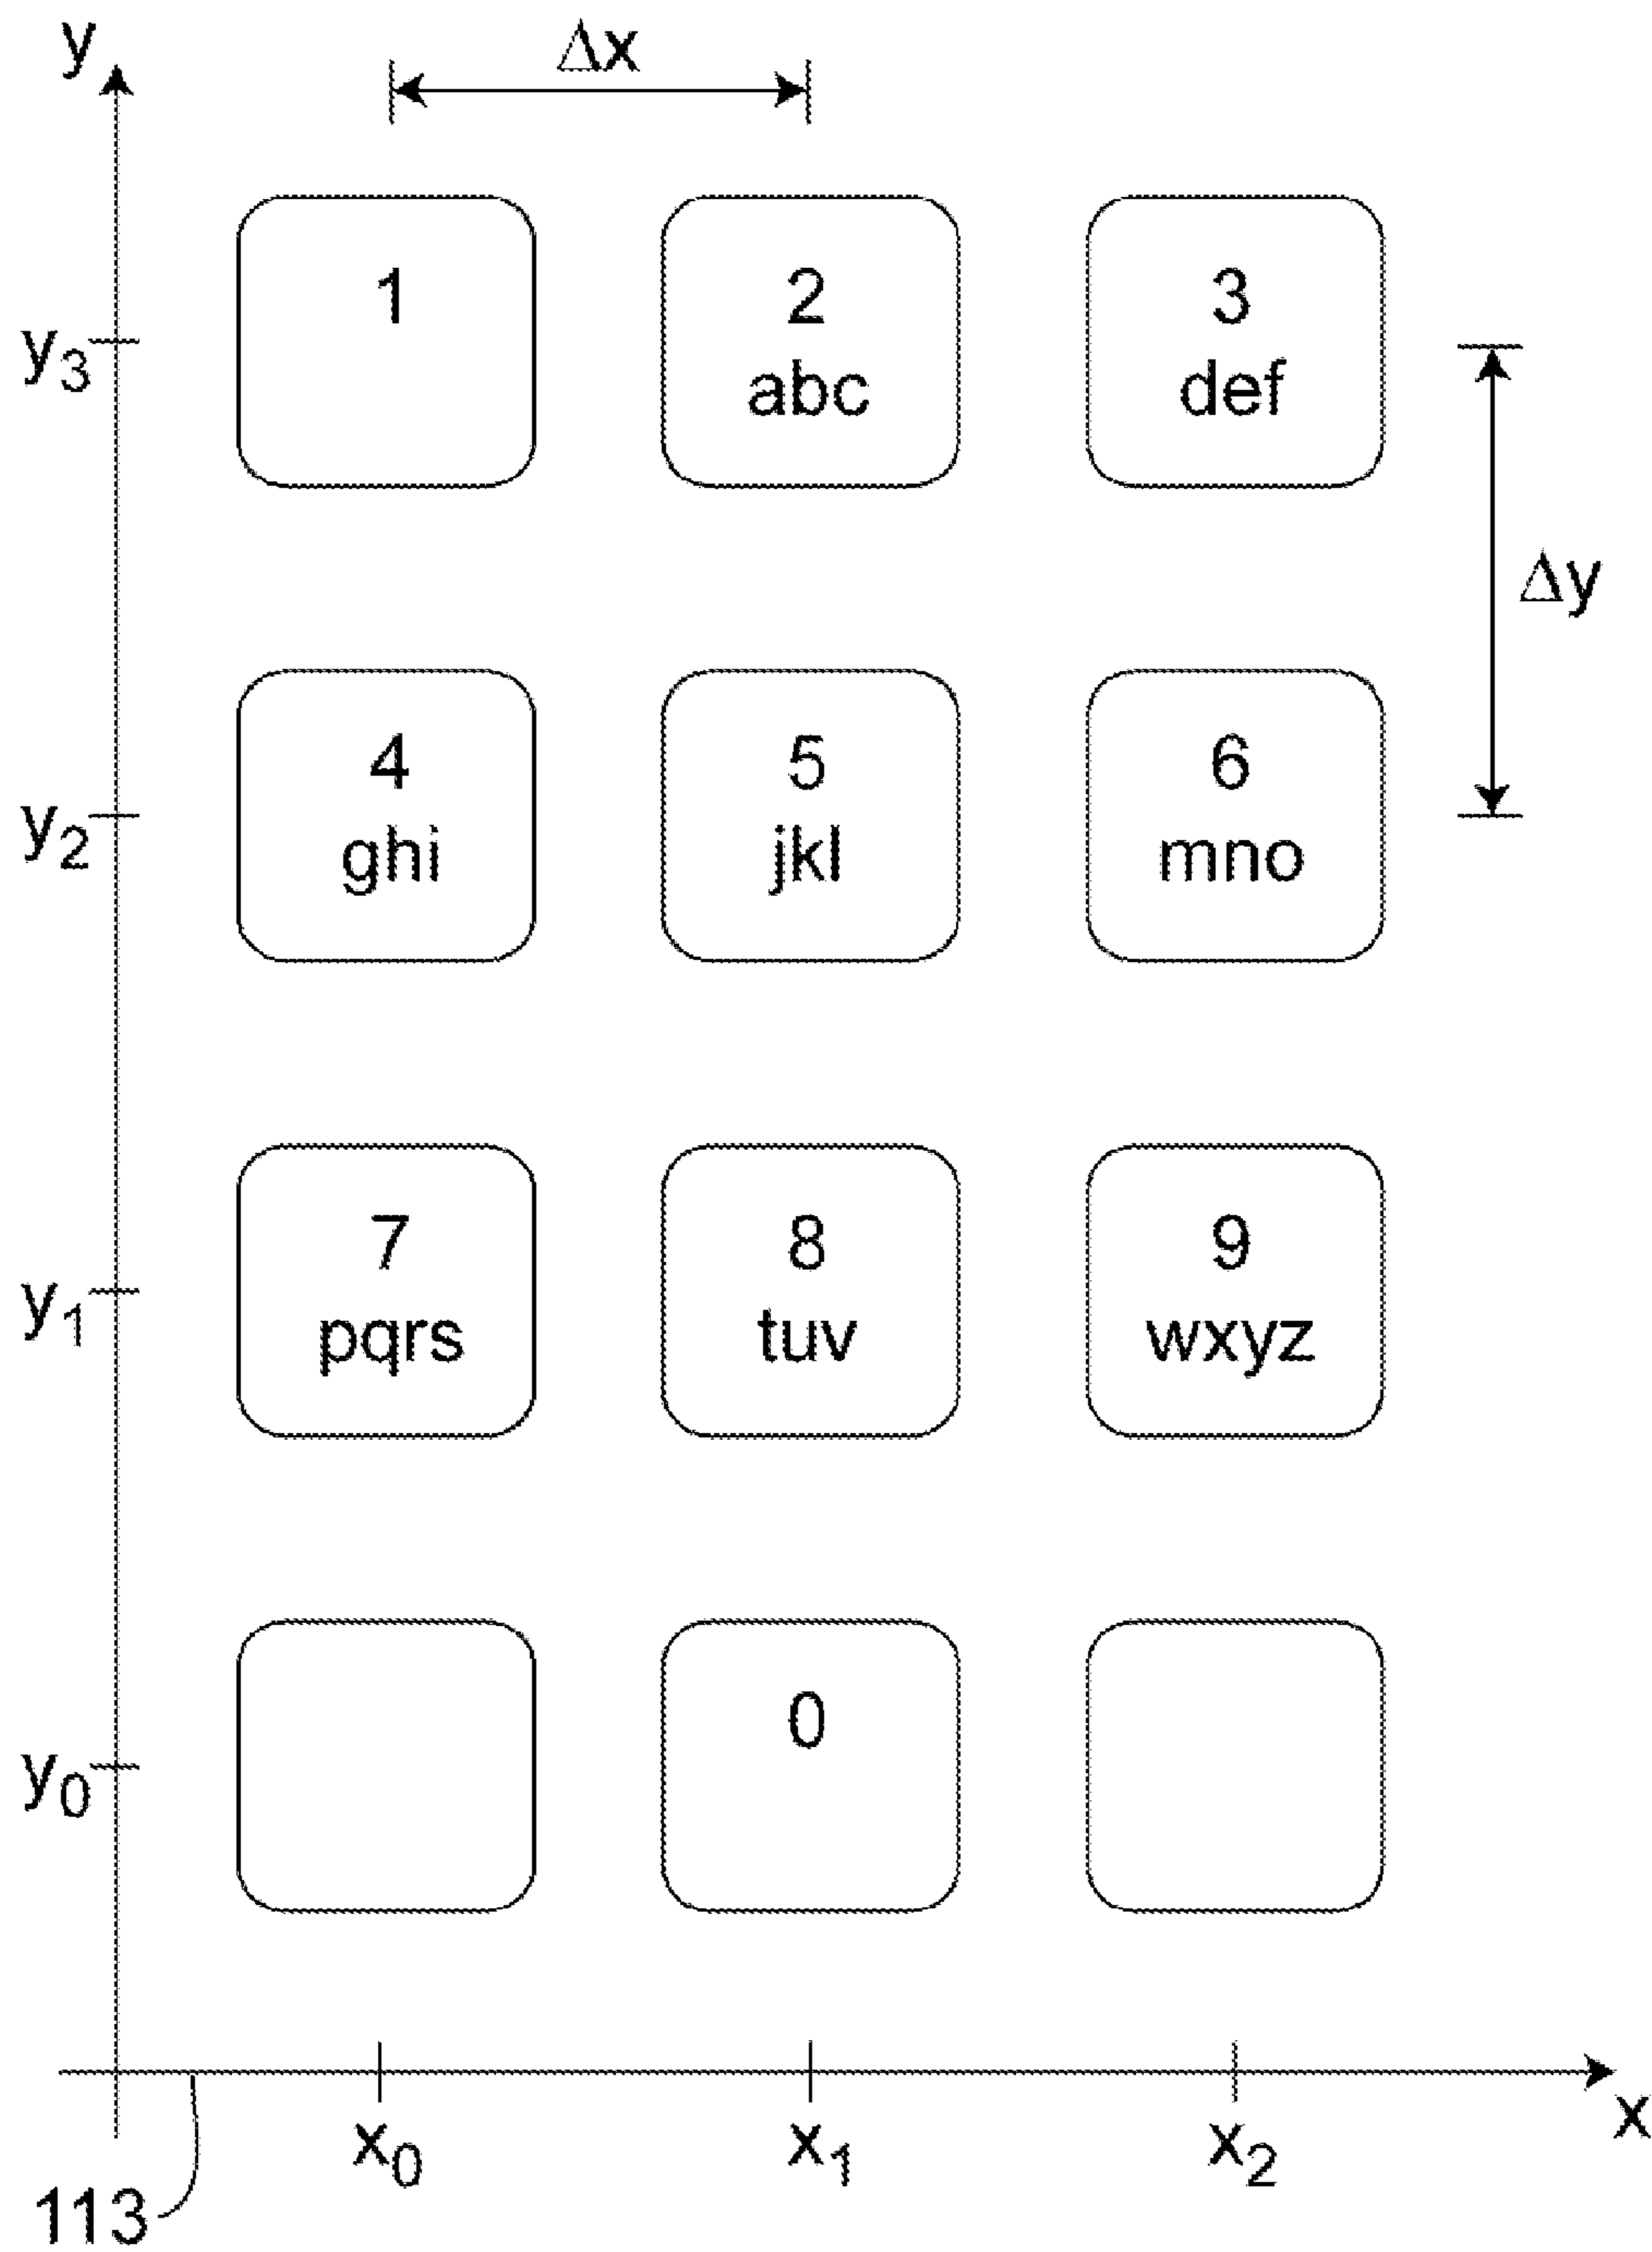 y
Δx
1
2
abc
3
def
y₃
Δy
4
ghi
5
jkl
6
mno
y₂
7
pqrs
8
tuv
9
wxyz
y₁
0
y₀
x
x₀
x₁
x₂
113